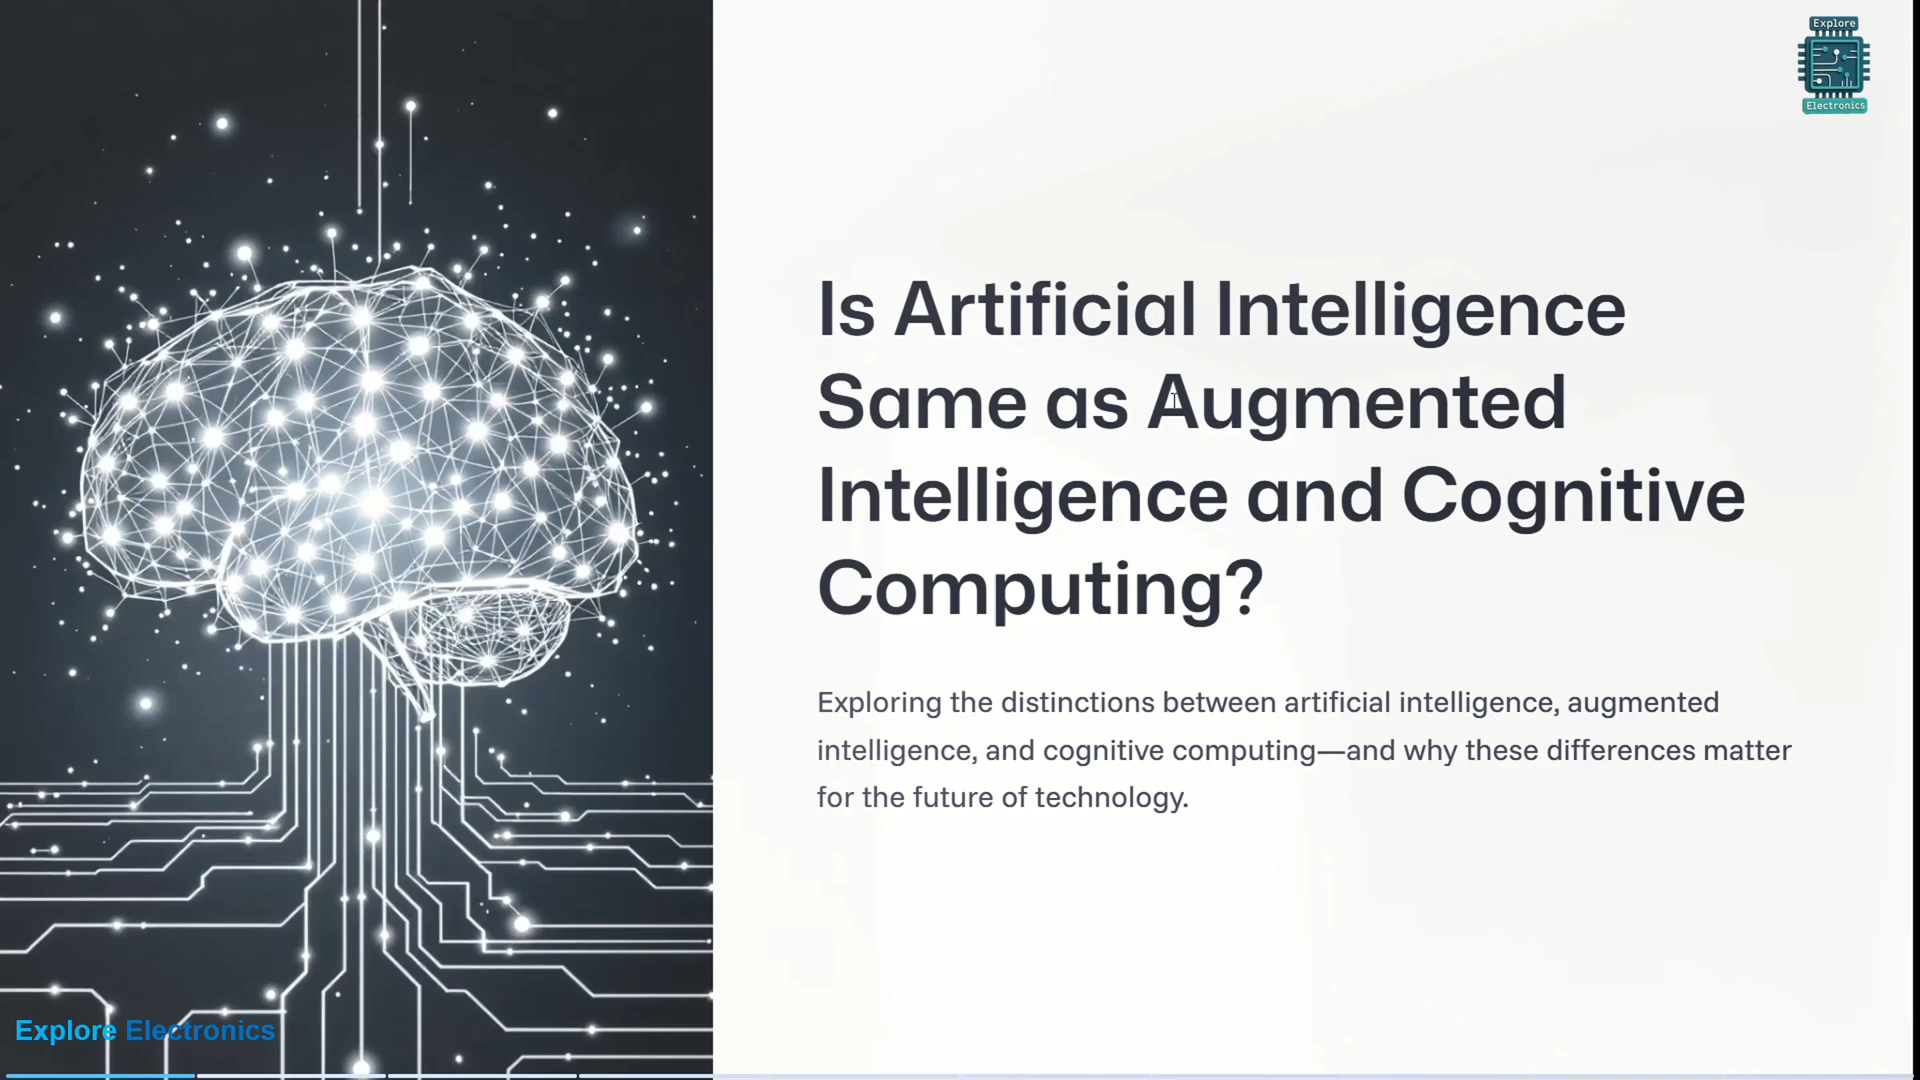 Explore
Electronics
Is Artificial Intelligence
Same as Augmented
Intelligence and Cognitive
Computing?
Exploring the distinctions between artificial intelligence, augmented
intelligence, and cognitive computing—and why these differences matter
for the future of technology.
Explore Electronics